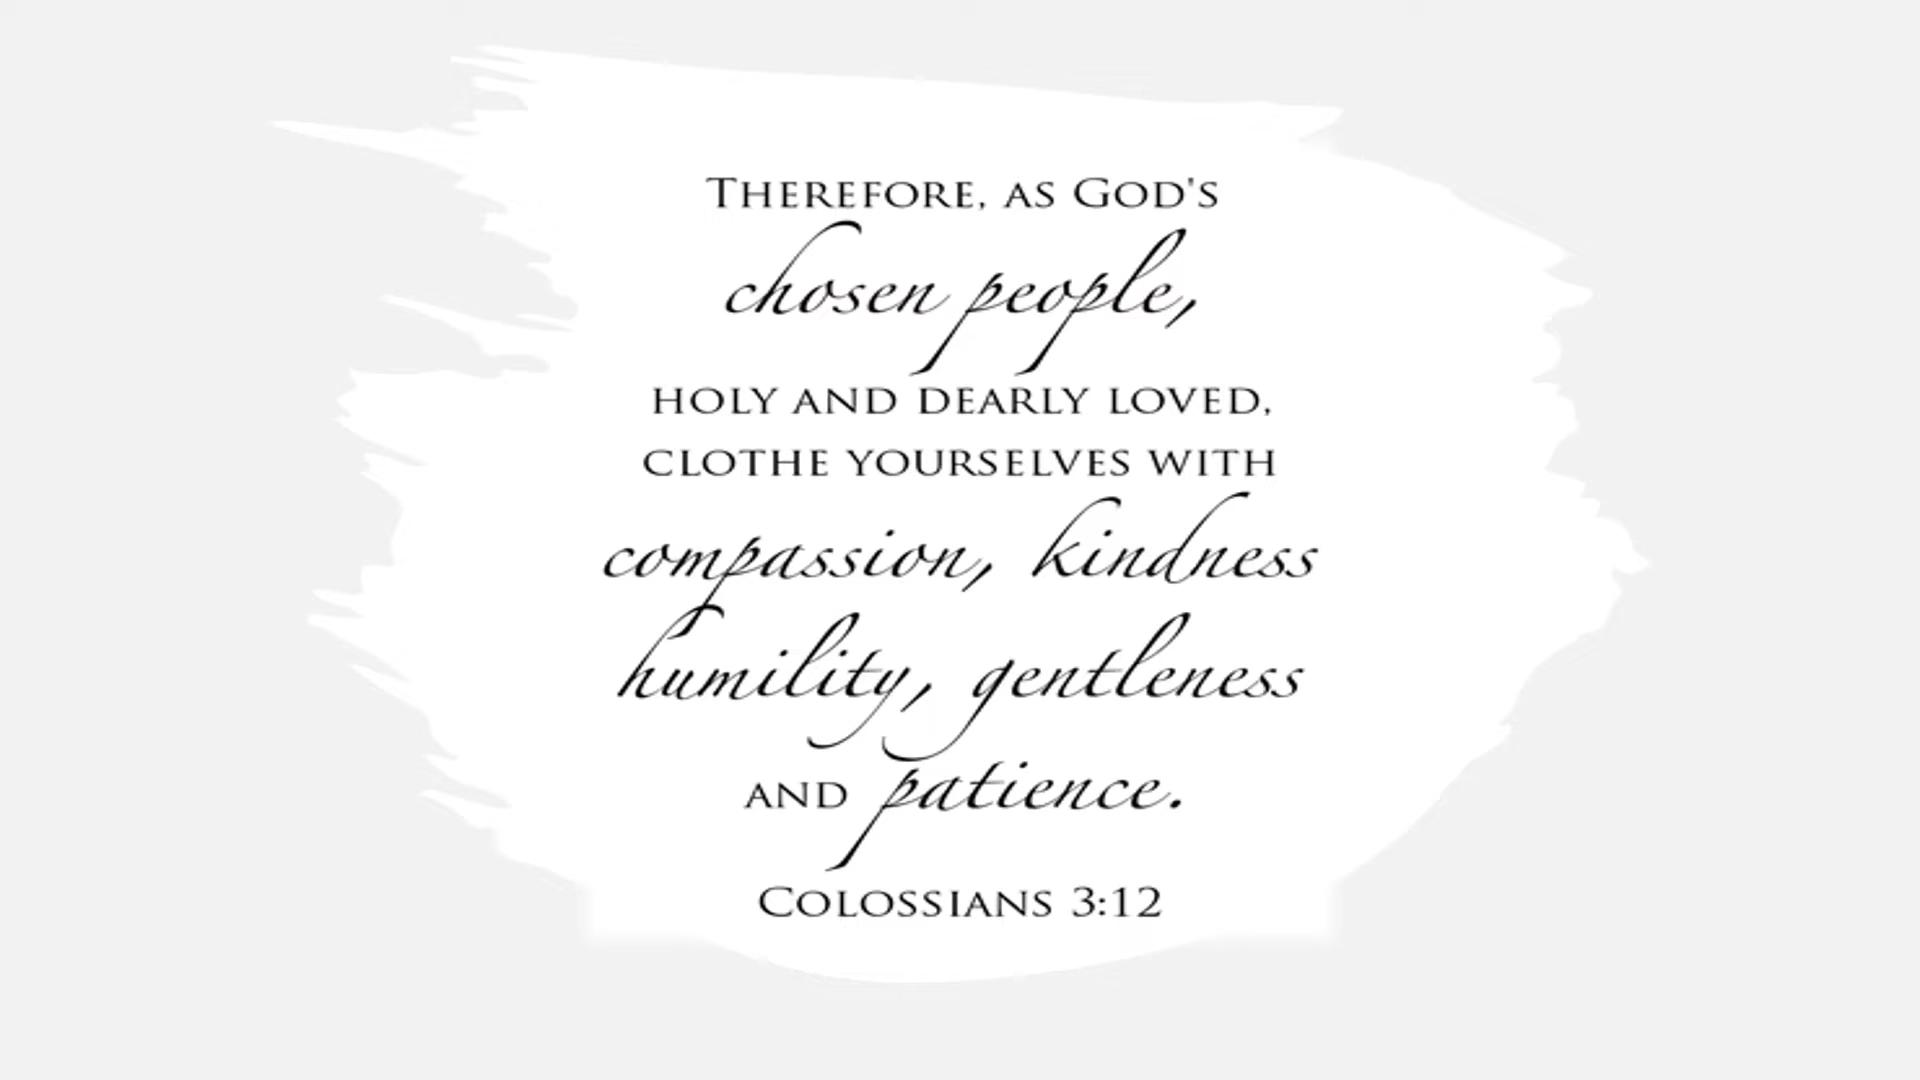 Therefore, as God's
chosen people,
holy and dearly loved,
clothe yourselves with
compassion, kindness
humility, gentleness
and patience.
Colossians 3:12